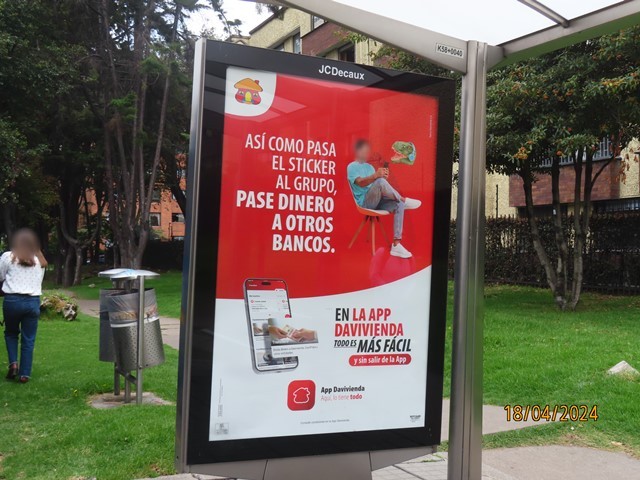 K58+0040
JCDecaux
ASÍ COMO PASA
EL STICKER
AL GRUPO,
PASE DINERO
A OTROS
BANCOS.
EN LA APP
DAVIVIENDA
TODO ES MÁS FÁCIL
y sin salir de la App
App Davivienda
Aquí, lo tiene todo
18/04/2024